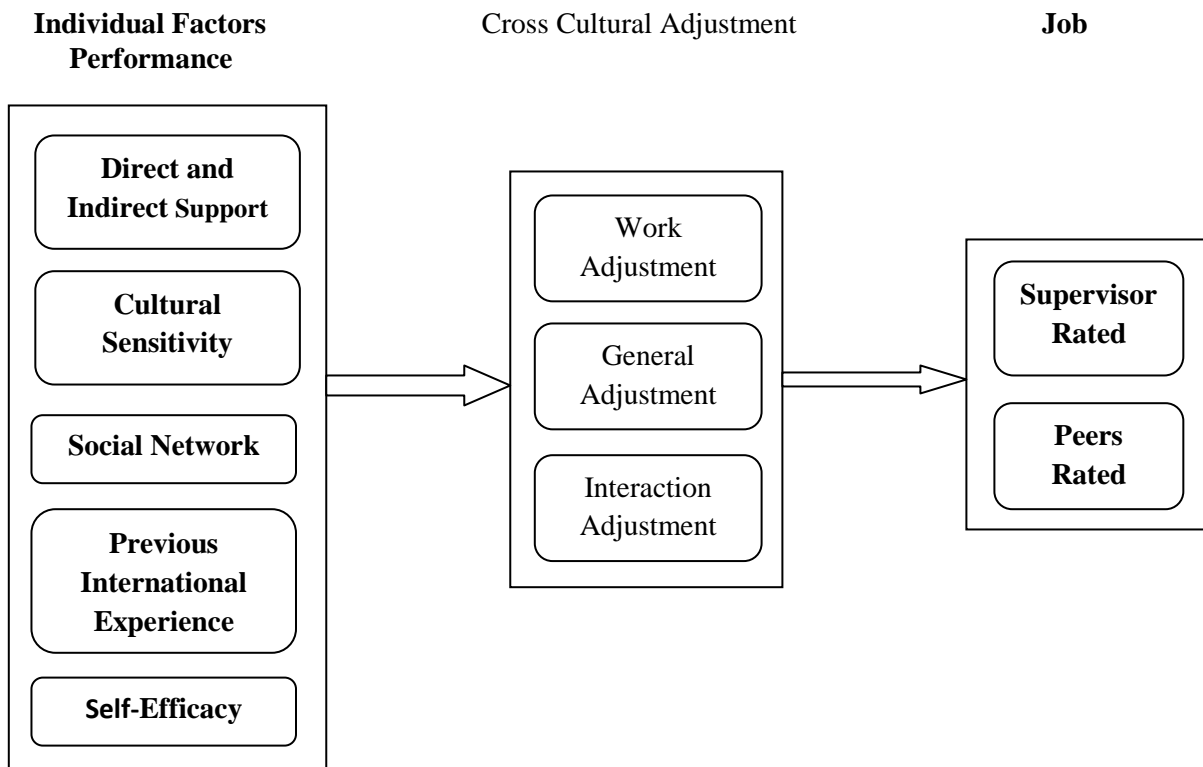 Individual Factors Cross Cultural Adjustment Job
Performance
Direct and
Indirect Support
Cultural
Sensitivity
Social Network
Previous
International
Experience
Self-Efficacy
Work
Adjustment
General
Adjustment
Interaction
Adjustment
Supervisor
Rated
Peers
Rated